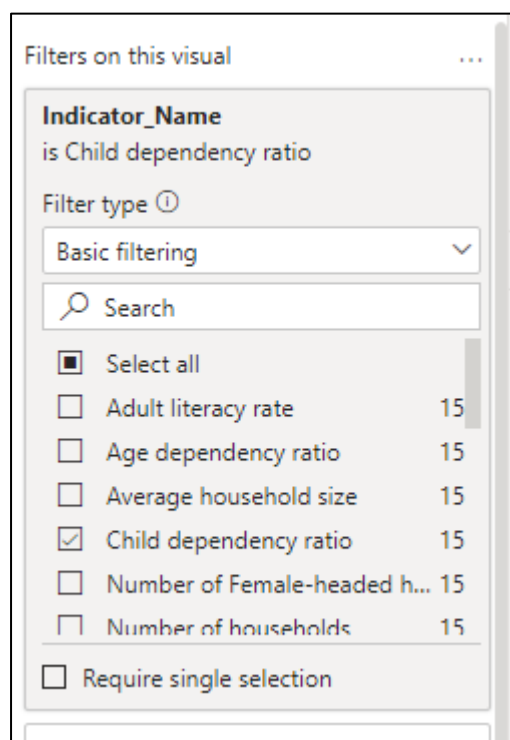 Filters on this visual ...
Indicator_Name
is Child dependency ratio
Filter type
Basic filtering
Search
Select all
Adult literacy rate 15
Age dependency ratio 15
Average household size 15
Child dependency ratio 15
Number of Female-headed h... 15
Number of households 15
Require single selection